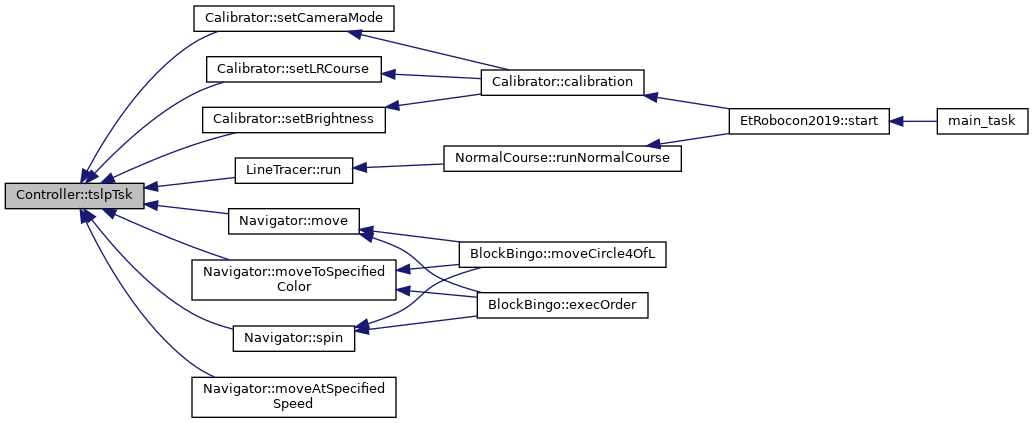 Calibrator::setCameraMode
Calibrator::setLRCourse
Calibrator::calibration
Calibrator::setBrightness
EtRobocon2019::start
main_task
NormalCourse::runNormalCourse
LineTracer::run
Controller::tslpTsk
Navigator::move
BlockBingo::moveCircle4OfL
Navigator::moveToSpecified
Color
BlockBingo::execOrder
Navigator::spin
Navigator::moveAtSpecified
Speed